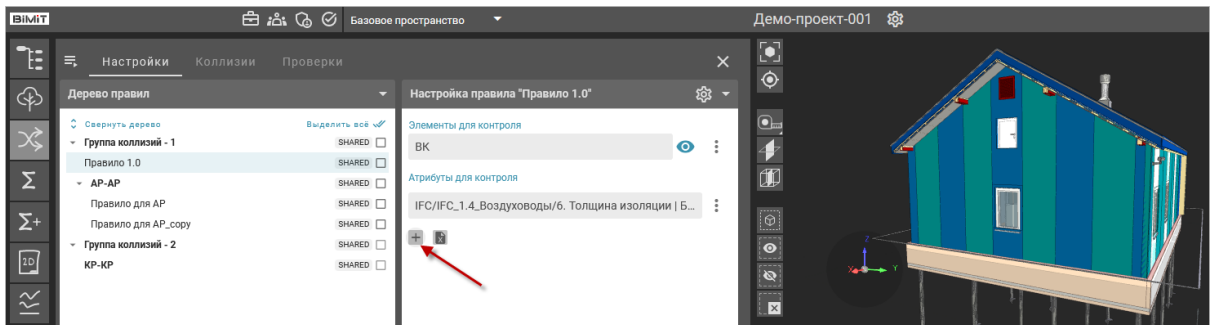 BIMiT
Базовое пространство
Демо-проект-001
Настройки Коллизии Проверки
Дерево правил
Настройка правила "Правило 1.0"
Свернуть дерево Выделить всё
Группа коллизий - 1 SHARED
Правило 1.0 SHARED
АР-АР SHARED
Правило для АР SHARED
Правило для АР_copy SHARED
Группа коллизий - 2 SHARED
КР-КР SHARED
Элементы для контроля
ВК
Атрибуты для контроля
IFC/IFC_1.4_Воздуховоды/6. Толщина изоляции | Б...
Σ
Σ+
2D
Z
X
Y